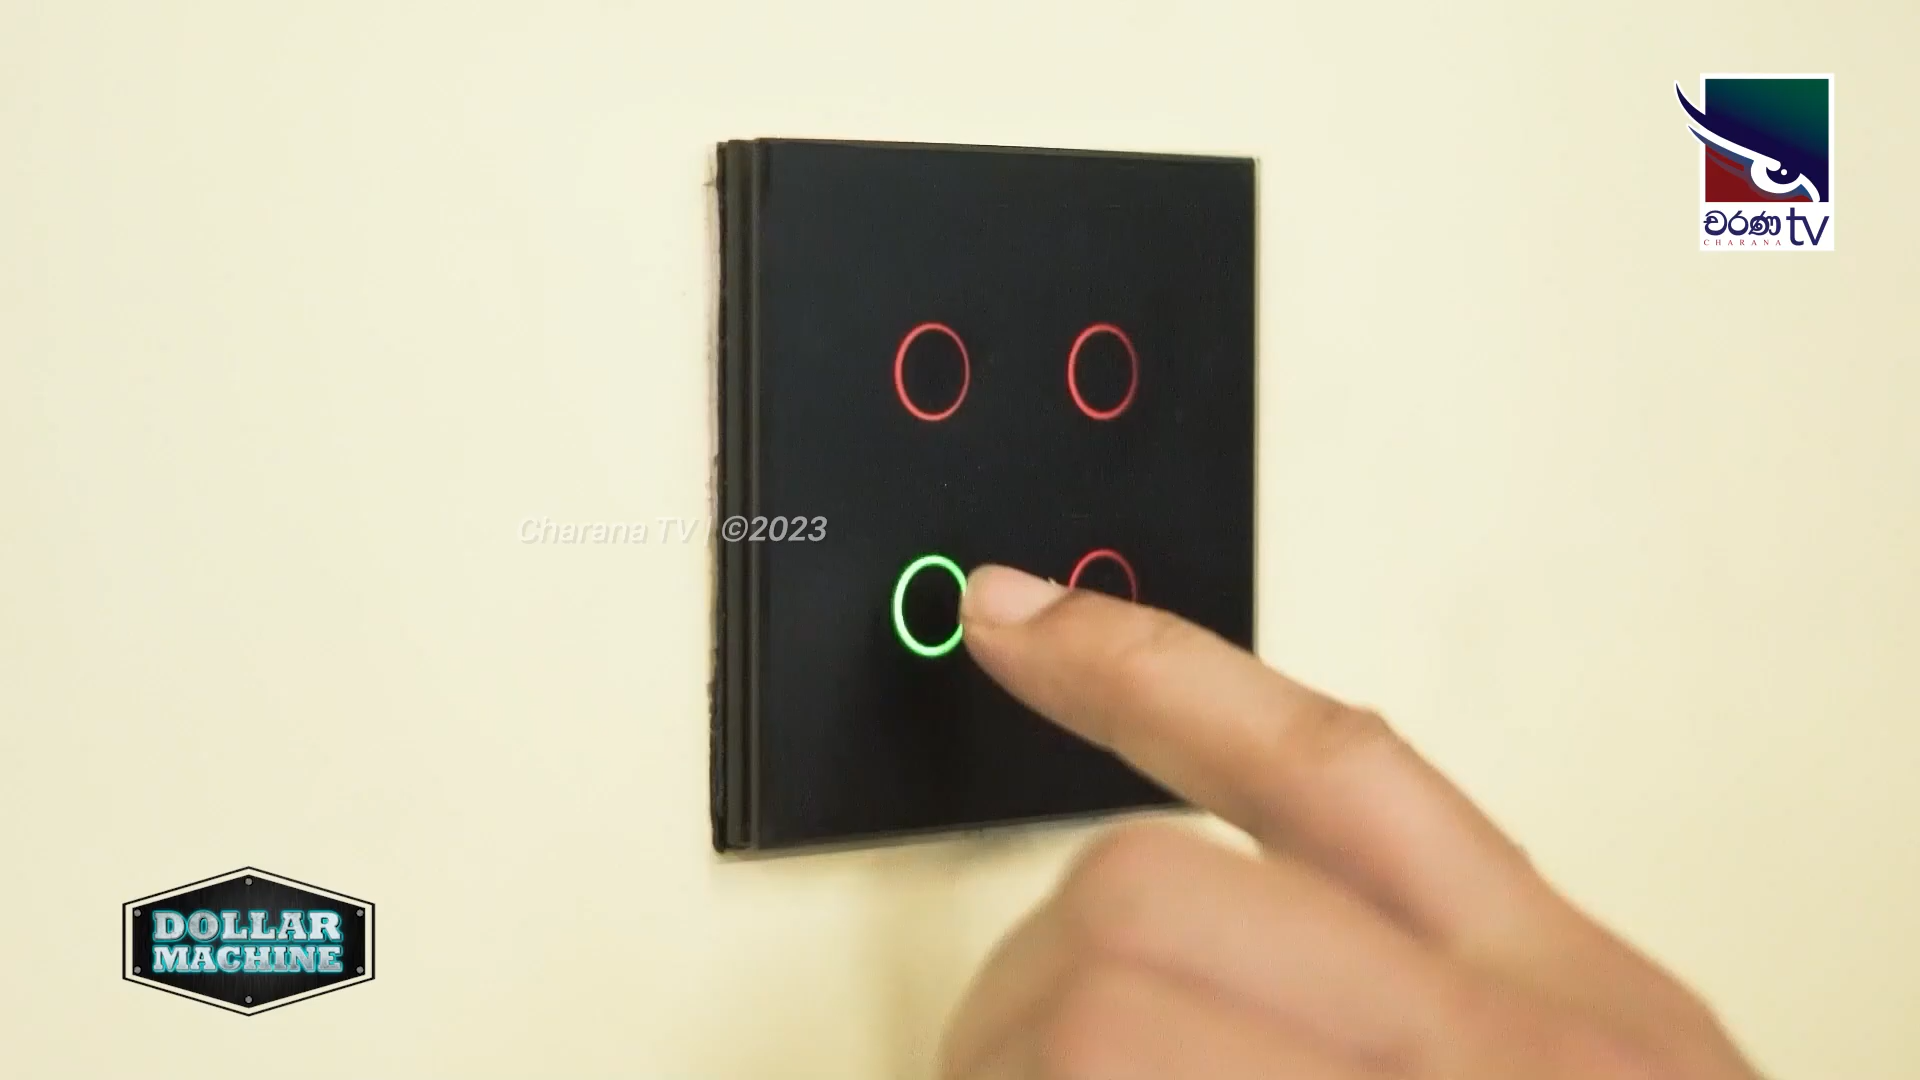 චරණ tv
CHARANA
Charana TV | ©2023
DOLLAR
MACHINE